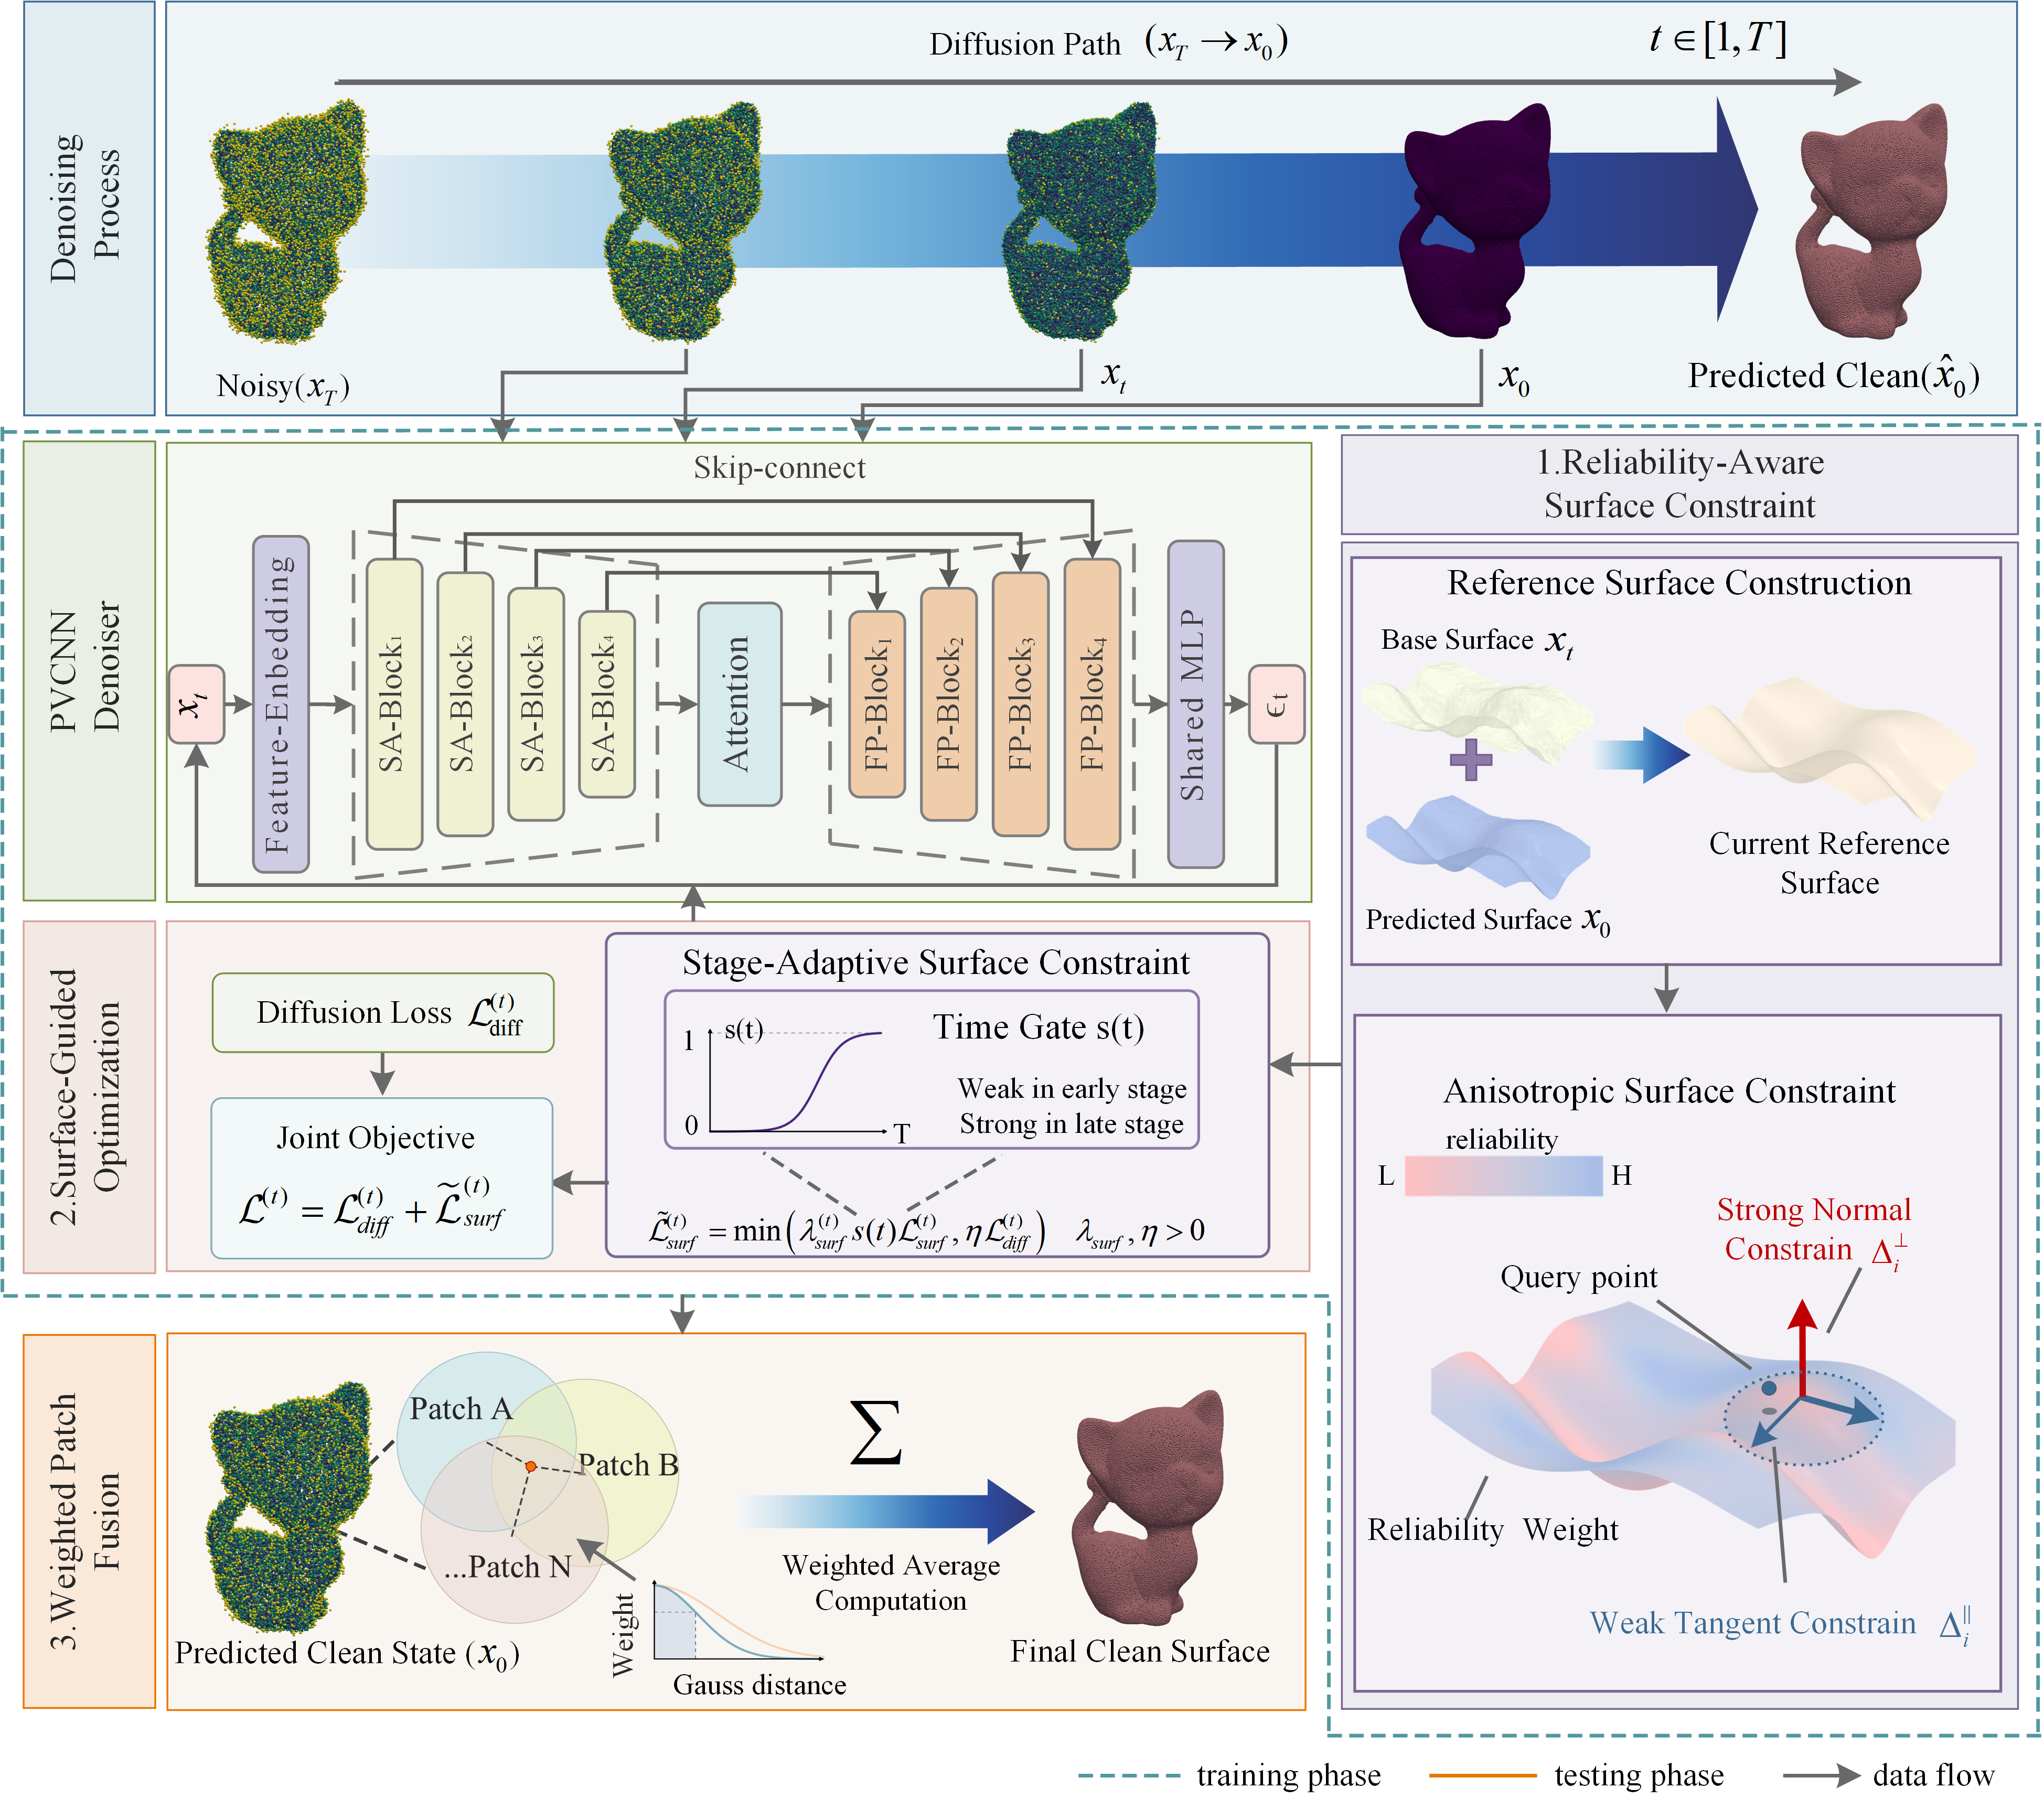 Diffusion Path (x_T → x_0)
t ∈ [1, T]
Denoising
Process
Noisy(x_T)
x_t
x_0
Predicted Clean(x̂_0)
PVCNN
Denoiser
Skip-connect
x_t
Feature-Enbedding
SA-Block₁
SA-Block₂
SA-Block₃
SA-Block₄
Attention
FP-Block₁
FP-Block₂
FP-Block₃
FP-Block₄
Shared MLP
ϵ_t
1.Reliability-Aware
Surface Constraint
Reference Surface Construction
Base Surface x_t
Current Reference
Surface
Predicted Surface x_0
Anisotropic Surface Constraint
reliability
L
H
Strong Normal
Constrain Δ_i^⊥
Query point
Reliability Weight
Weak Tangent Constrain Δ_i^∥
2.Surface-Guided
Optimization
Diffusion Loss ℒ_diff^(t)
Joint Objective
ℒ^(t) = ℒ_diff^(t) + ℒ̃_surf^(t)
Stage-Adaptive Surface Constraint
1
s(t)
0
T
Time Gate s(t)
Weak in early stage
Strong in late stage
ℒ̃_surf^(t) = min(λ_surf^(t) s(t)ℒ_surf^(t), ηℒ_diff^(t)) λ_surf, η > 0
3.Weighted Patch
Fusion
Patch A
Patch B
...Patch N
Predicted Clean State (x_0)
Weight
Gauss distance
∑
Weighted Average
Computation
Final Clean Surface
training phase
testing phase
data flow